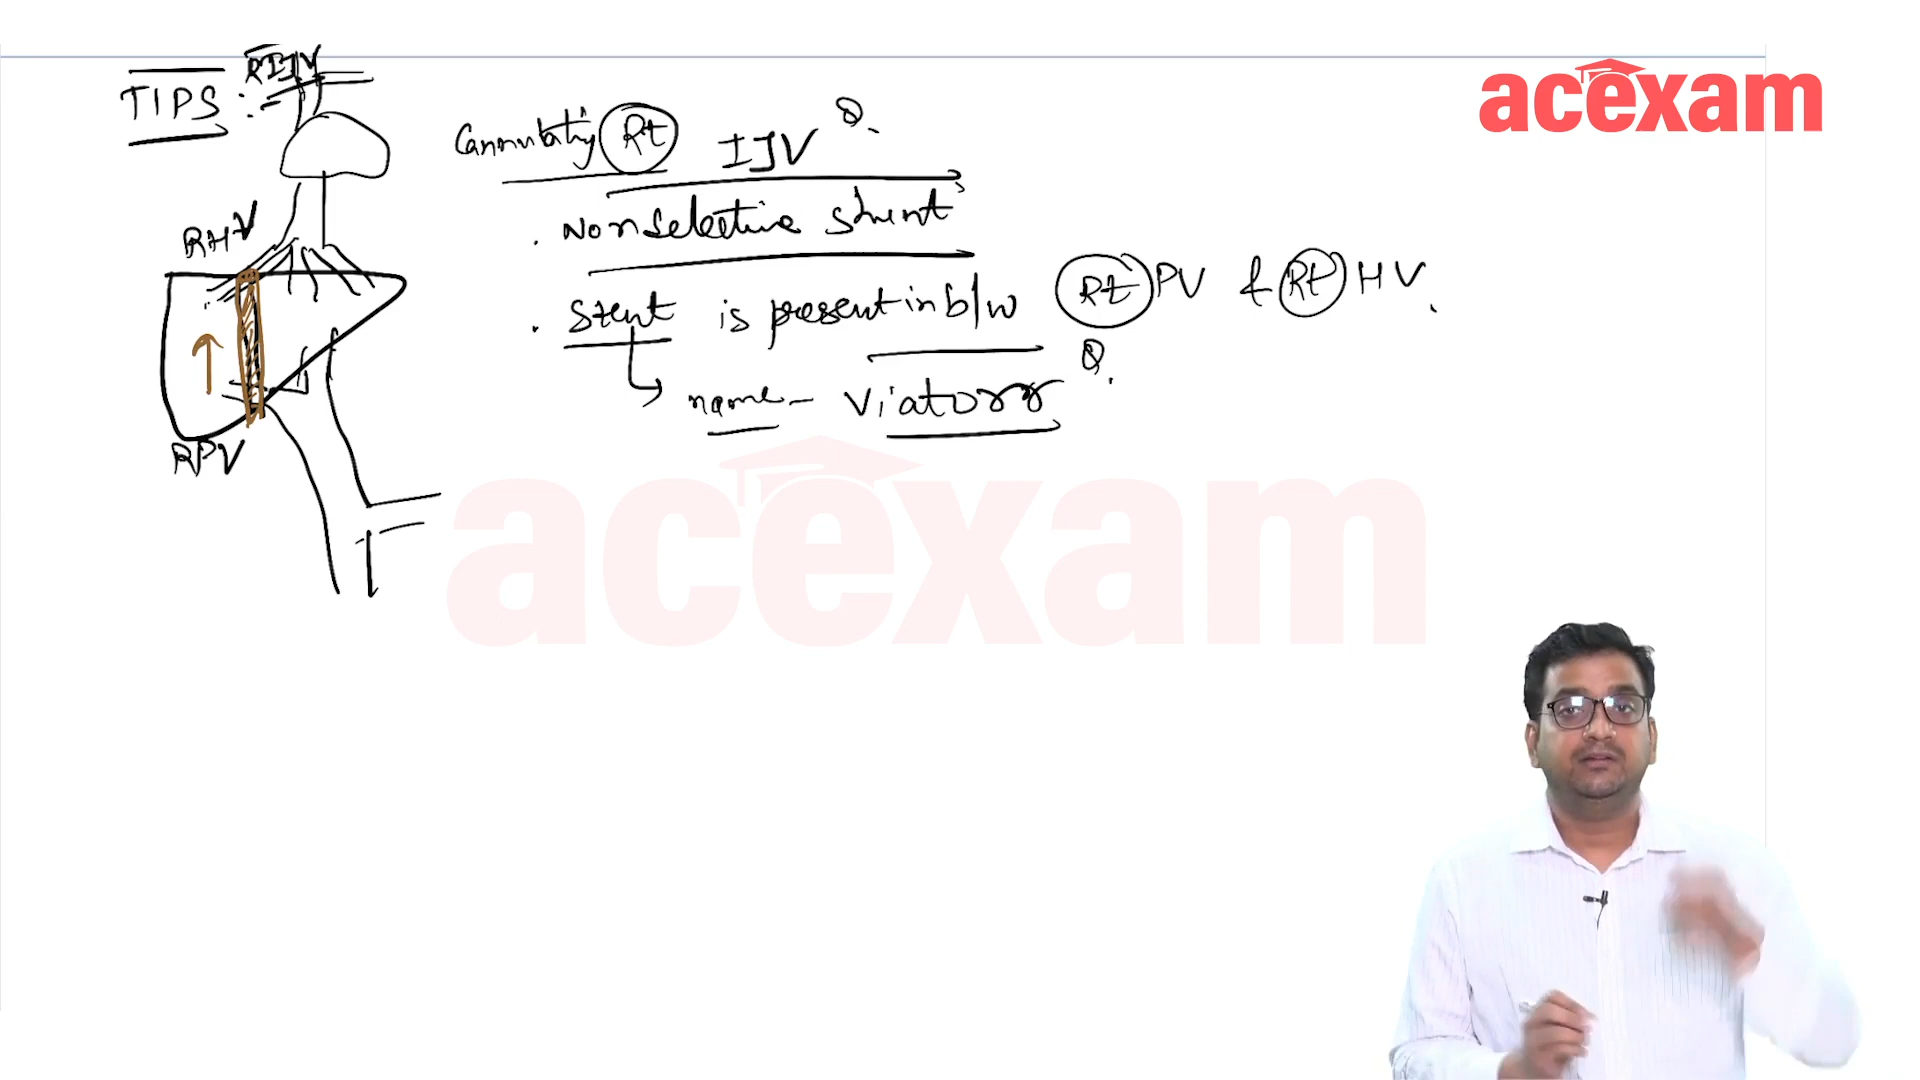 TIPS : RIJV
acexam
Cannulating Rt IJV Q.
RHV
. Nonselective shunt
. Stent is present in b/w Rt PV & Rt HV.
Q.
name - Viatorr
RPV
acexam